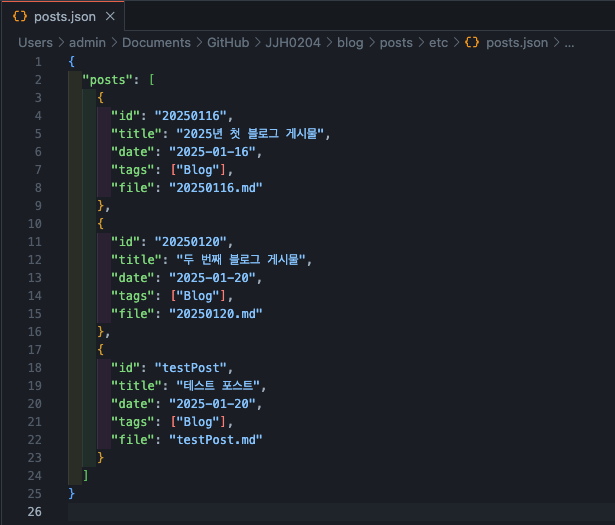 {} posts.json ×
Users > admin > Documents > GitHub > JJH0204 > blog > posts > etc > {} posts.json > ...
1 {
2 "posts": [
3 {
4 "id": "20250116",
5 "title": "2025년 첫 블로그 게시물",
6 "date": "2025-01-16",
7 "tags": ["Blog"],
8 "file": "20250116.md"
9 },
10 {
11 "id": "20250120",
12 "title": "두 번째 블로그 게시물",
13 "date": "2025-01-20",
14 "tags": ["Blog"],
15 "file": "20250120.md"
16 },
17 {
18 "id": "testPost",
19 "title": "테스트 포스트",
20 "date": "2025-01-20",
21 "tags": ["Blog"],
22 "file": "testPost.md"
23 }
24 ]
25 }
26